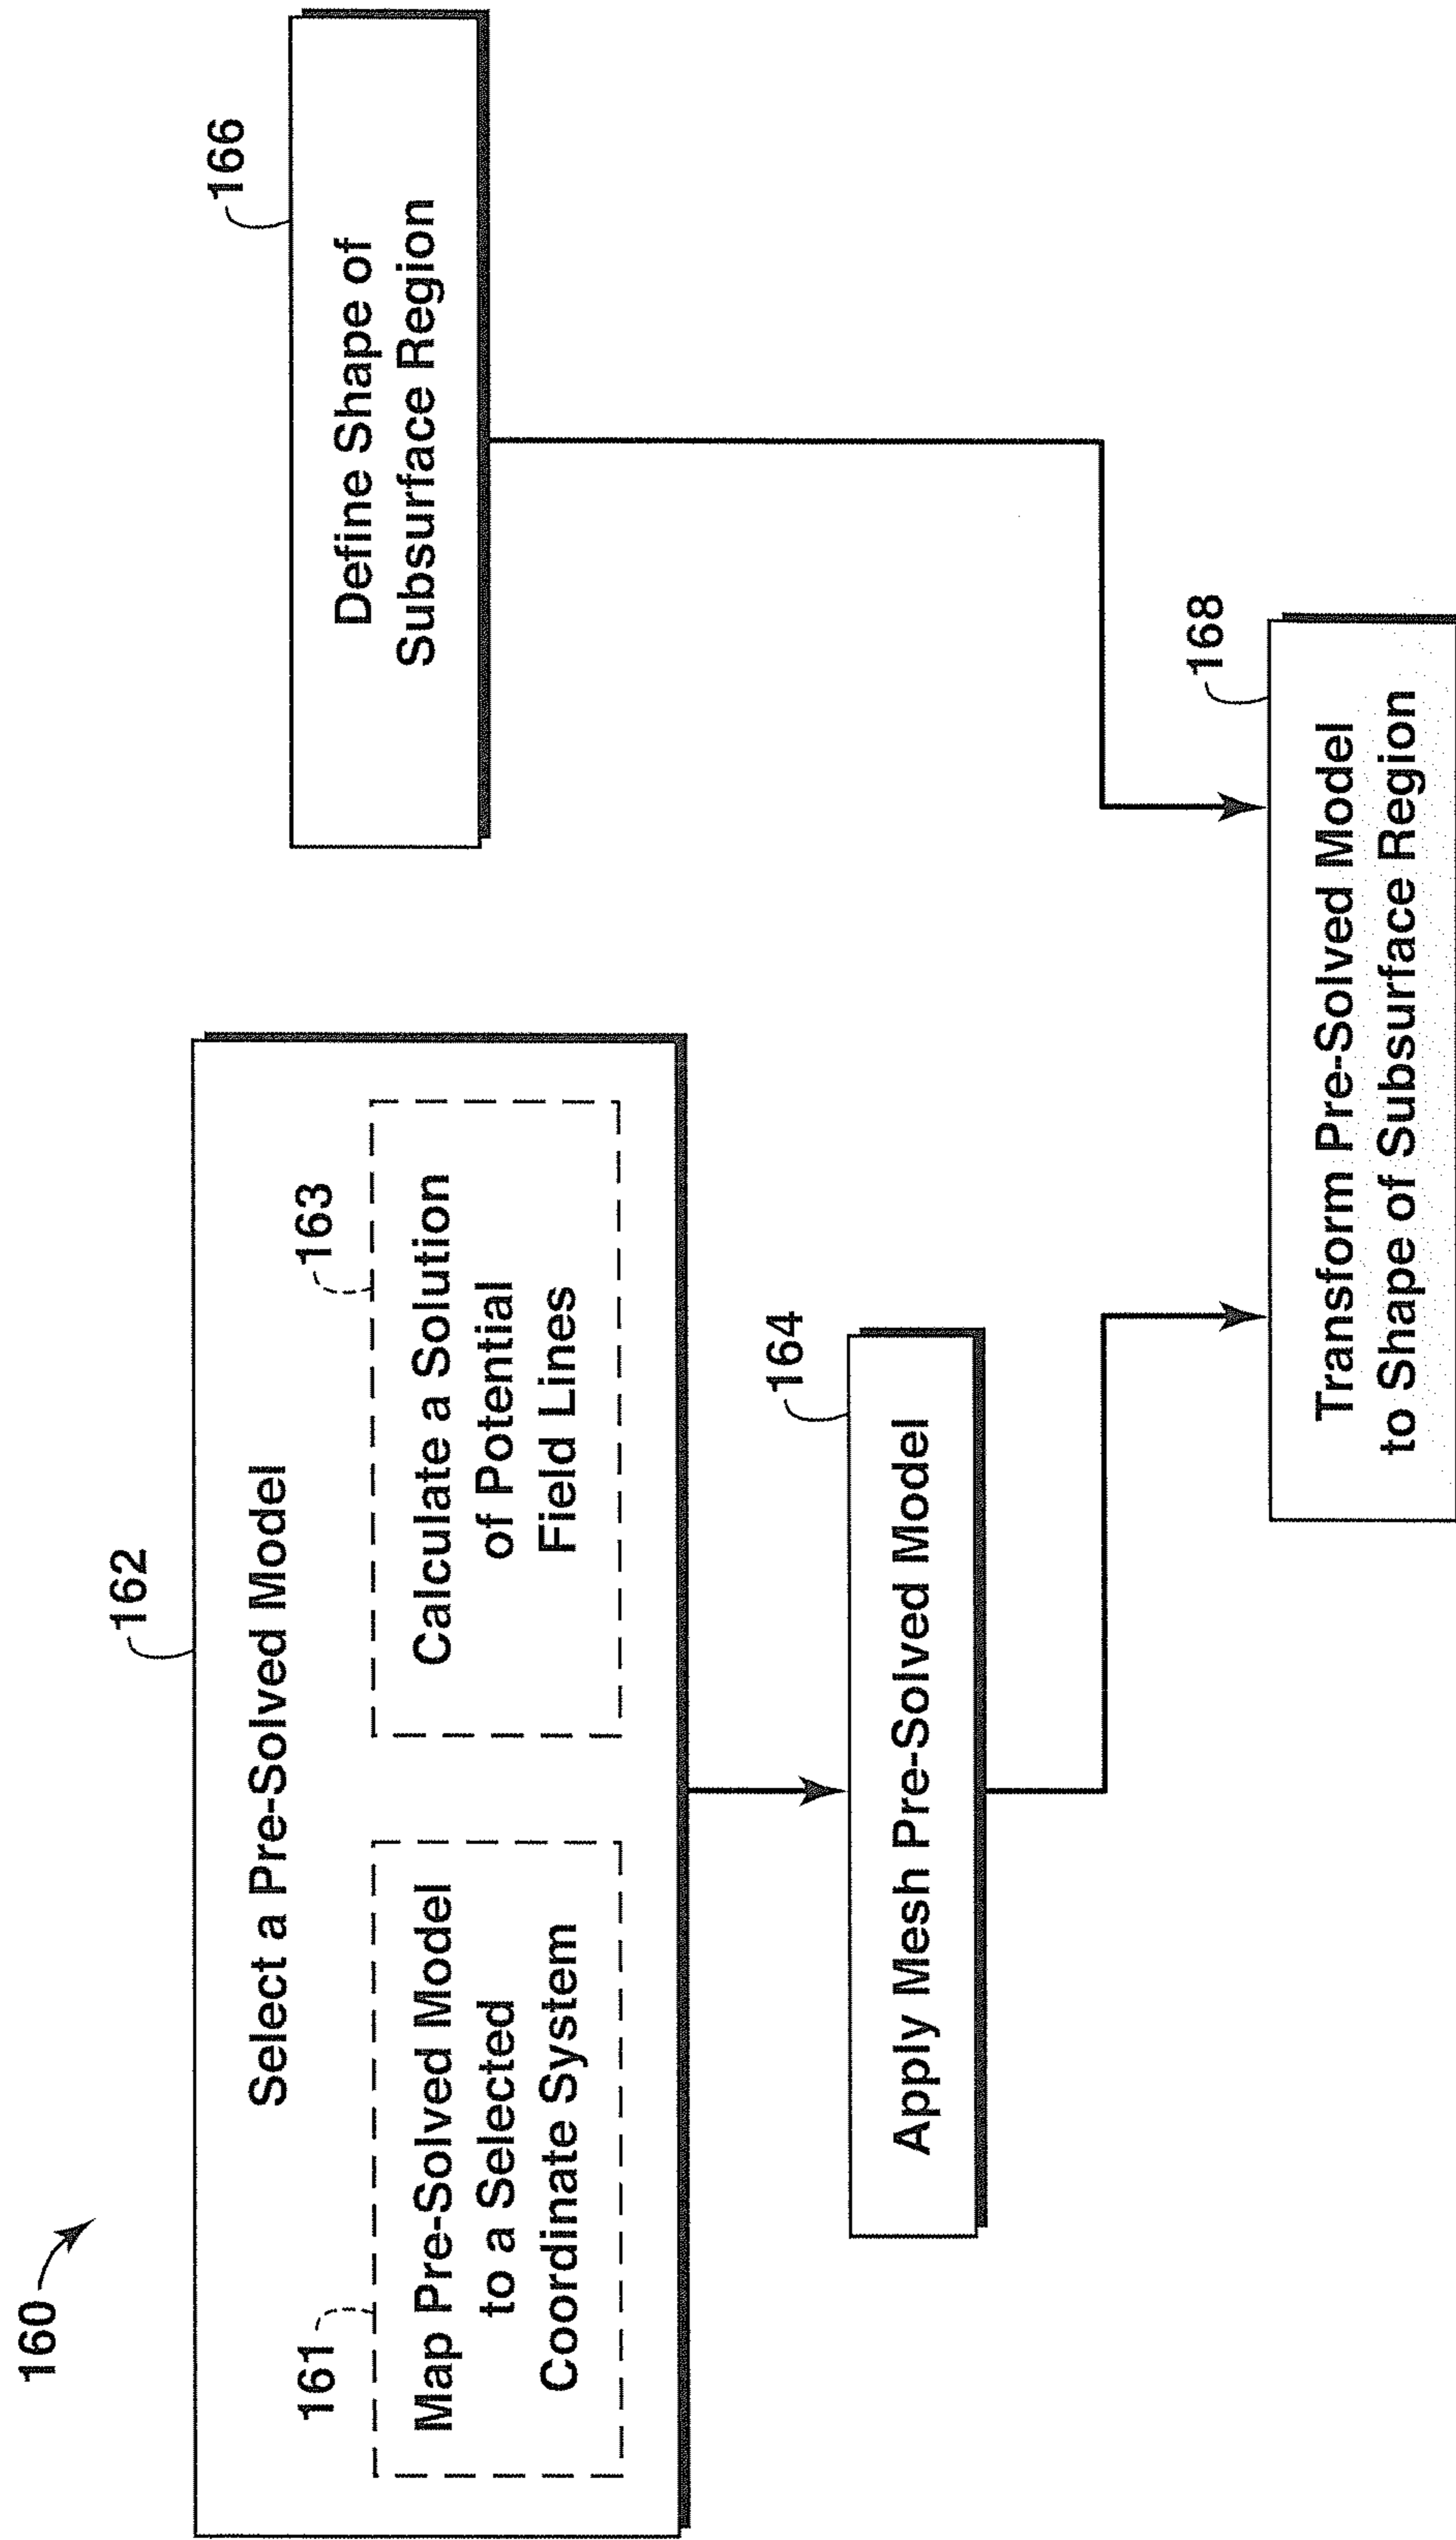 160
162
Select a Pre-Solved Model
161
Map Pre-Solved Model
to a Selected
Coordinate System
163
Calculate a Solution
of Potential
Field Lines
164
Apply Mesh Pre-Solved Model
166
Define Shape of
Subsurface Region
168
Transform Pre-Solved Model
to Shape of Subsurface Region